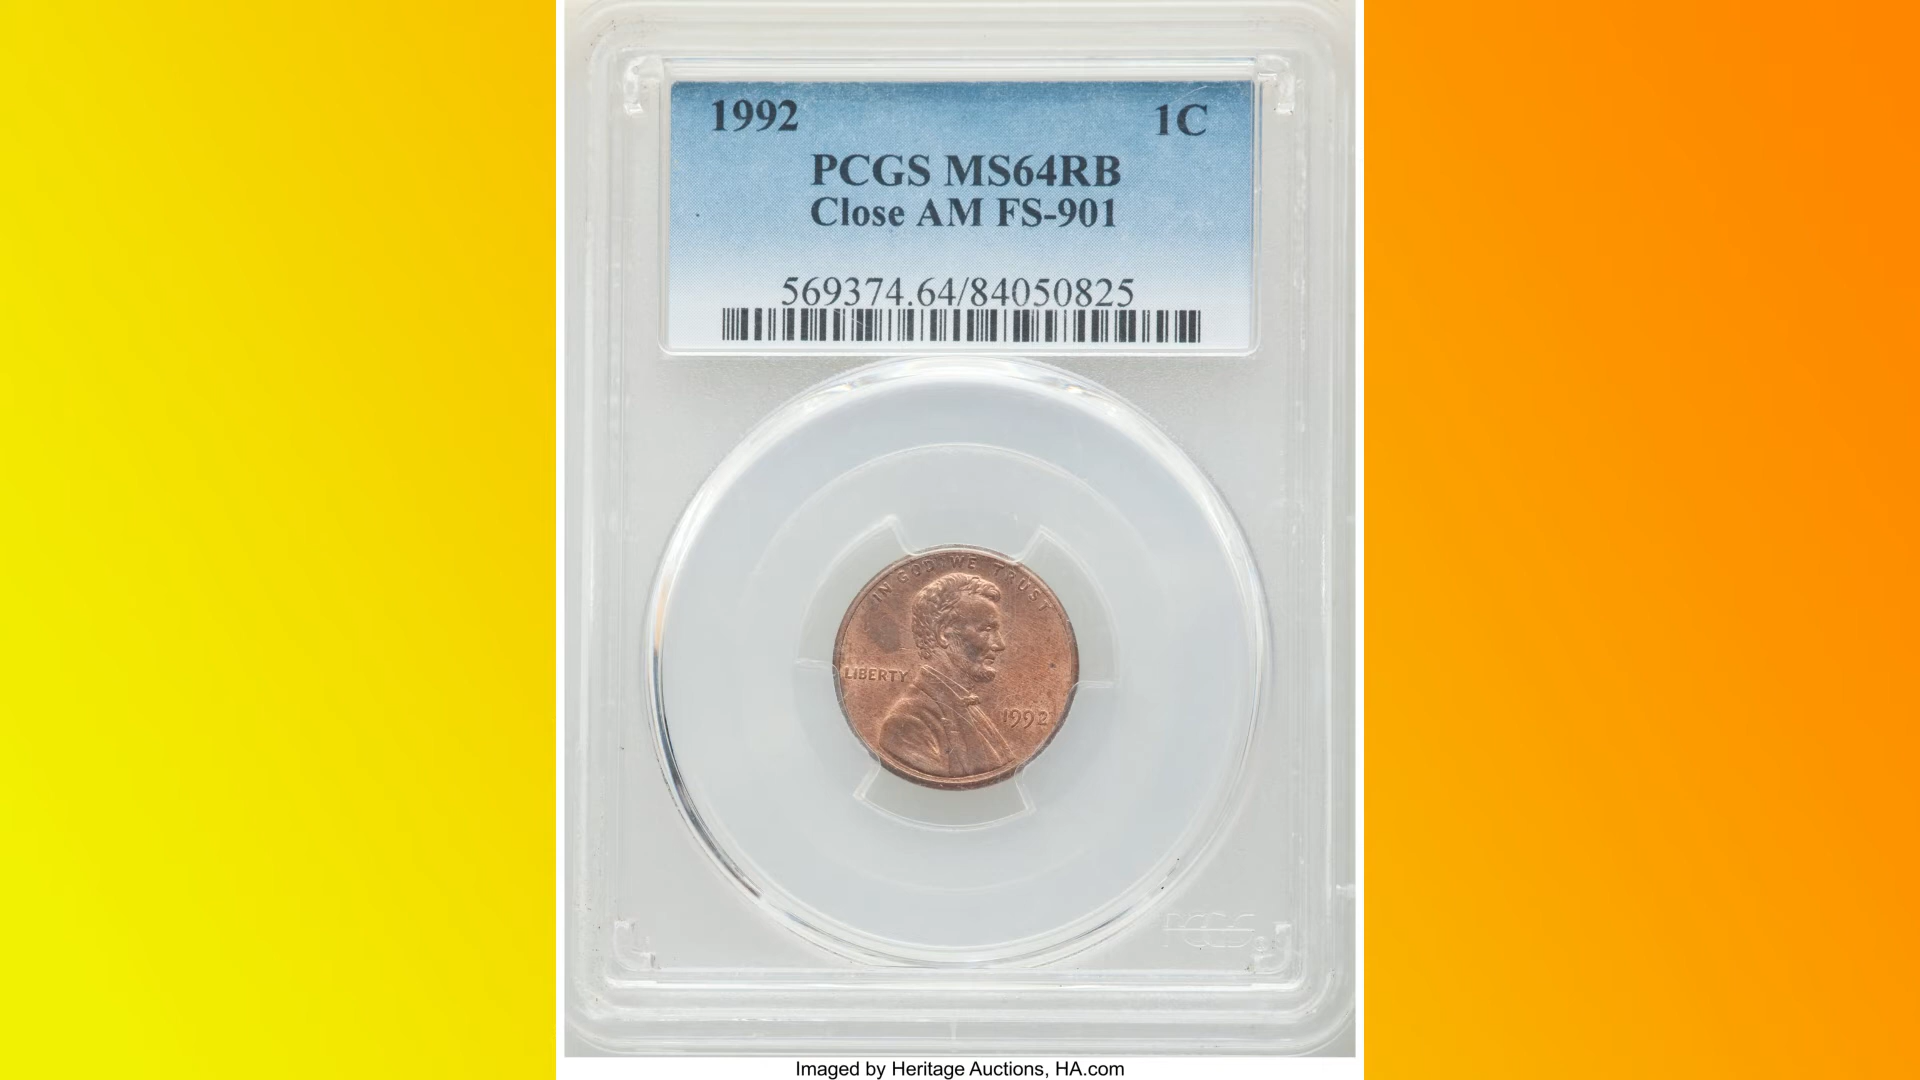 1992 1C
PCGS MS64RB
Close AM FS-901
569374.64/84050825
IN GOD WE TRUST
LIBERTY
1992
PCGS
Imaged by Heritage Auctions, HA.com